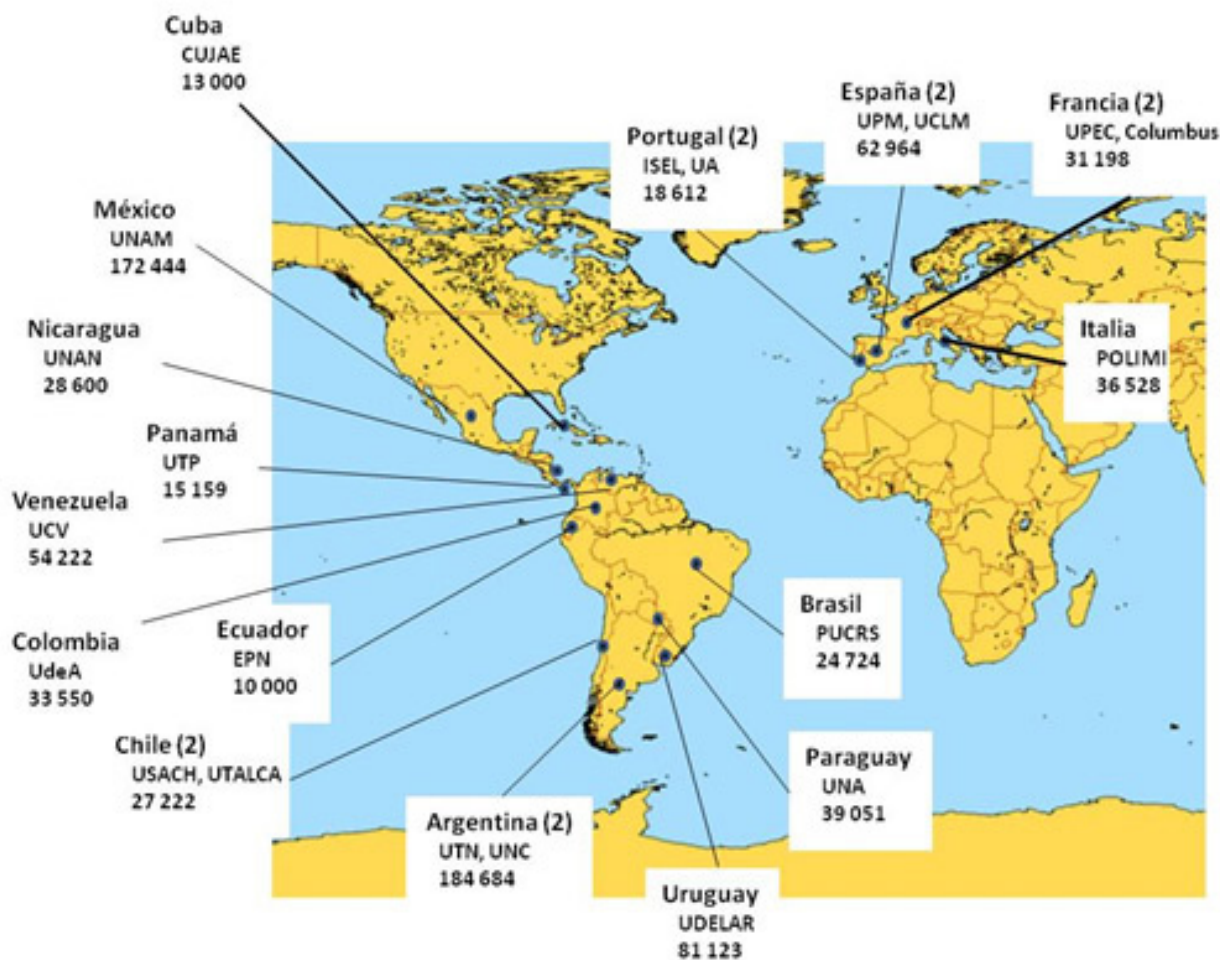 Cuba
CUJAE
13 000
España (2)
UPM, UCLM
62 964
Francia (2)
UPEC, Columbus
31 198
Portugal (2)
ISEL, UA
18 612
México
UNAM
172 444
Nicaragua
UNAN
28 600
Italia
POLIMI
36 528
Panamá
UTP
15 159
Venezuela
UCV
54 222
Colombia
UdeA
33 550
Ecuador
EPN
10 000
Brasil
PUCRS
24 724
Chile (2)
USACH, UTALCA
27 222
Paraguay
UNA
39 051
Argentina (2)
UTN, UNC
184 684
Uruguay
UDELAR
81 123